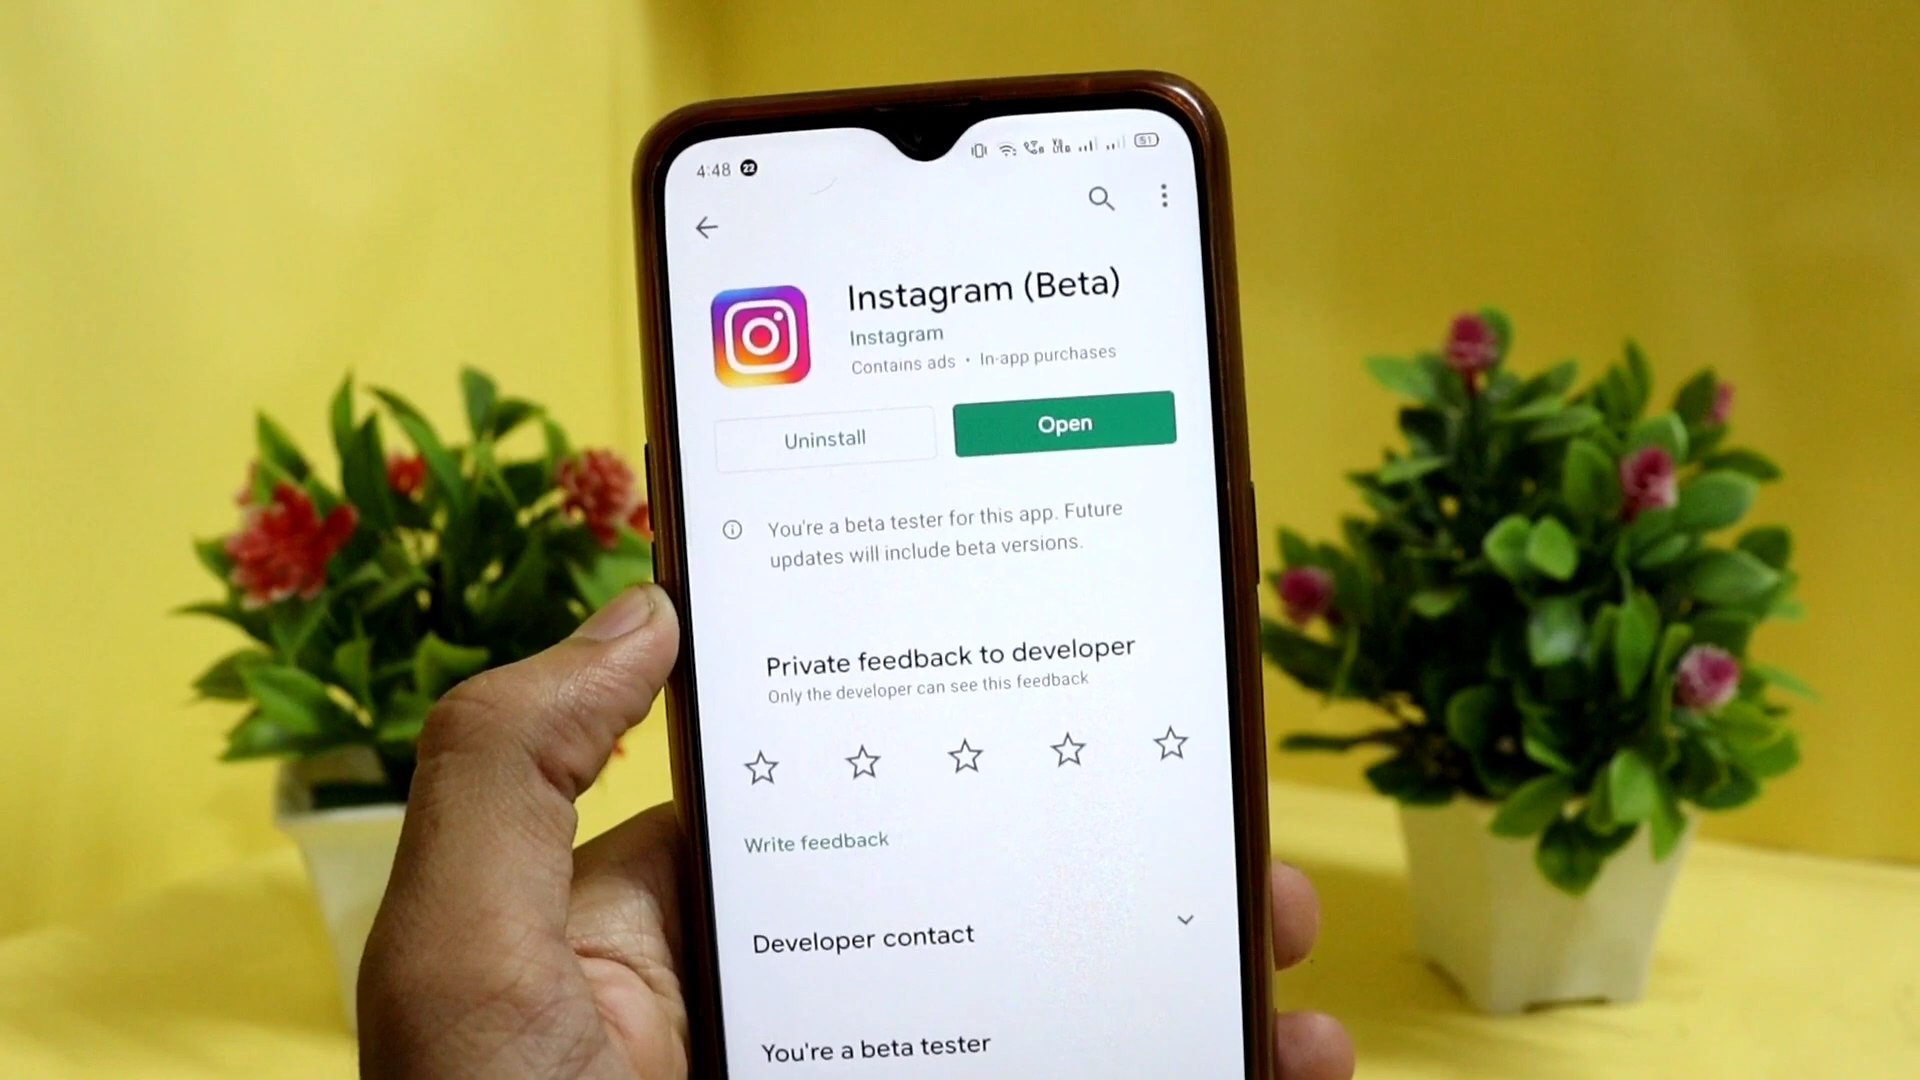 4:48 22
51
Instagram (Beta)
Instagram
Contains ads • In-app purchases
Uninstall
Open
You're a beta tester for this app. Future
updates will include beta versions.
Private feedback to developer
Only the developer can see this feedback
Write feedback
Developer contact
You're a beta tester